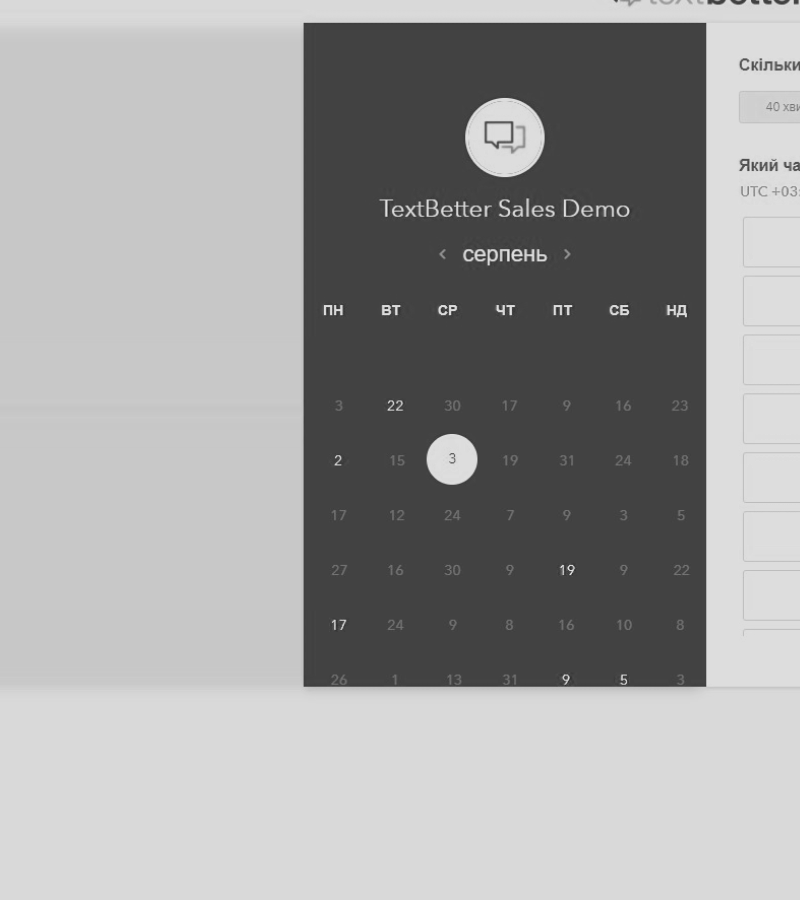 TextBetter Sales Demo
< серпень >
ПН ВТ СР ЧТ ПТ СБ НД
3 22 30 17 9 16 23
2 15 3 19 31 24 18
17 12 24 7 9 3 5
27 16 30 9 19 9 22
17 24 9 8 16 10 8
26 1 13 31 9 5 3
Скільки
40 хви
Який ча
UTC +03: